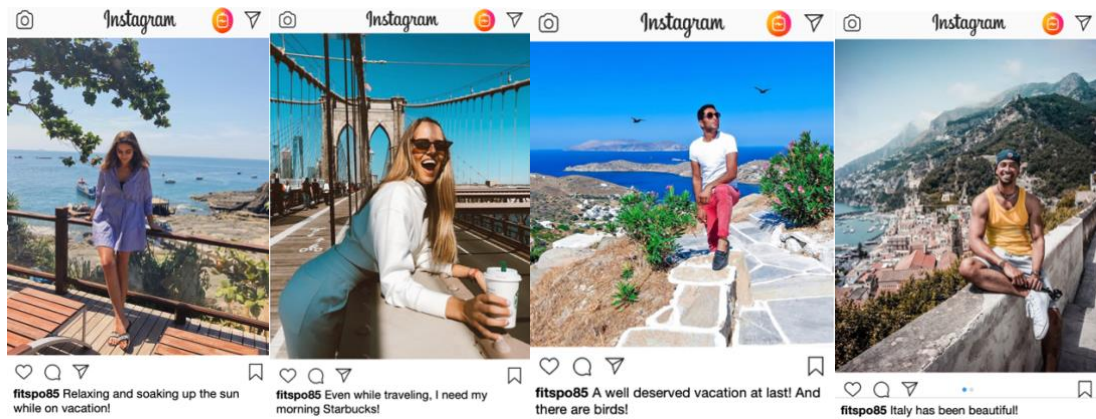 Instagram
fitspo85 Relaxing and soaking up the sun
while on vacation!
Instagram
fitspo85 Even while traveling, I need my
morning Starbucks!
Instagram
fitspo85 A well deserved vacation at last! And
there are birds!
Instagram
fitspo85 Italy has been beautiful!